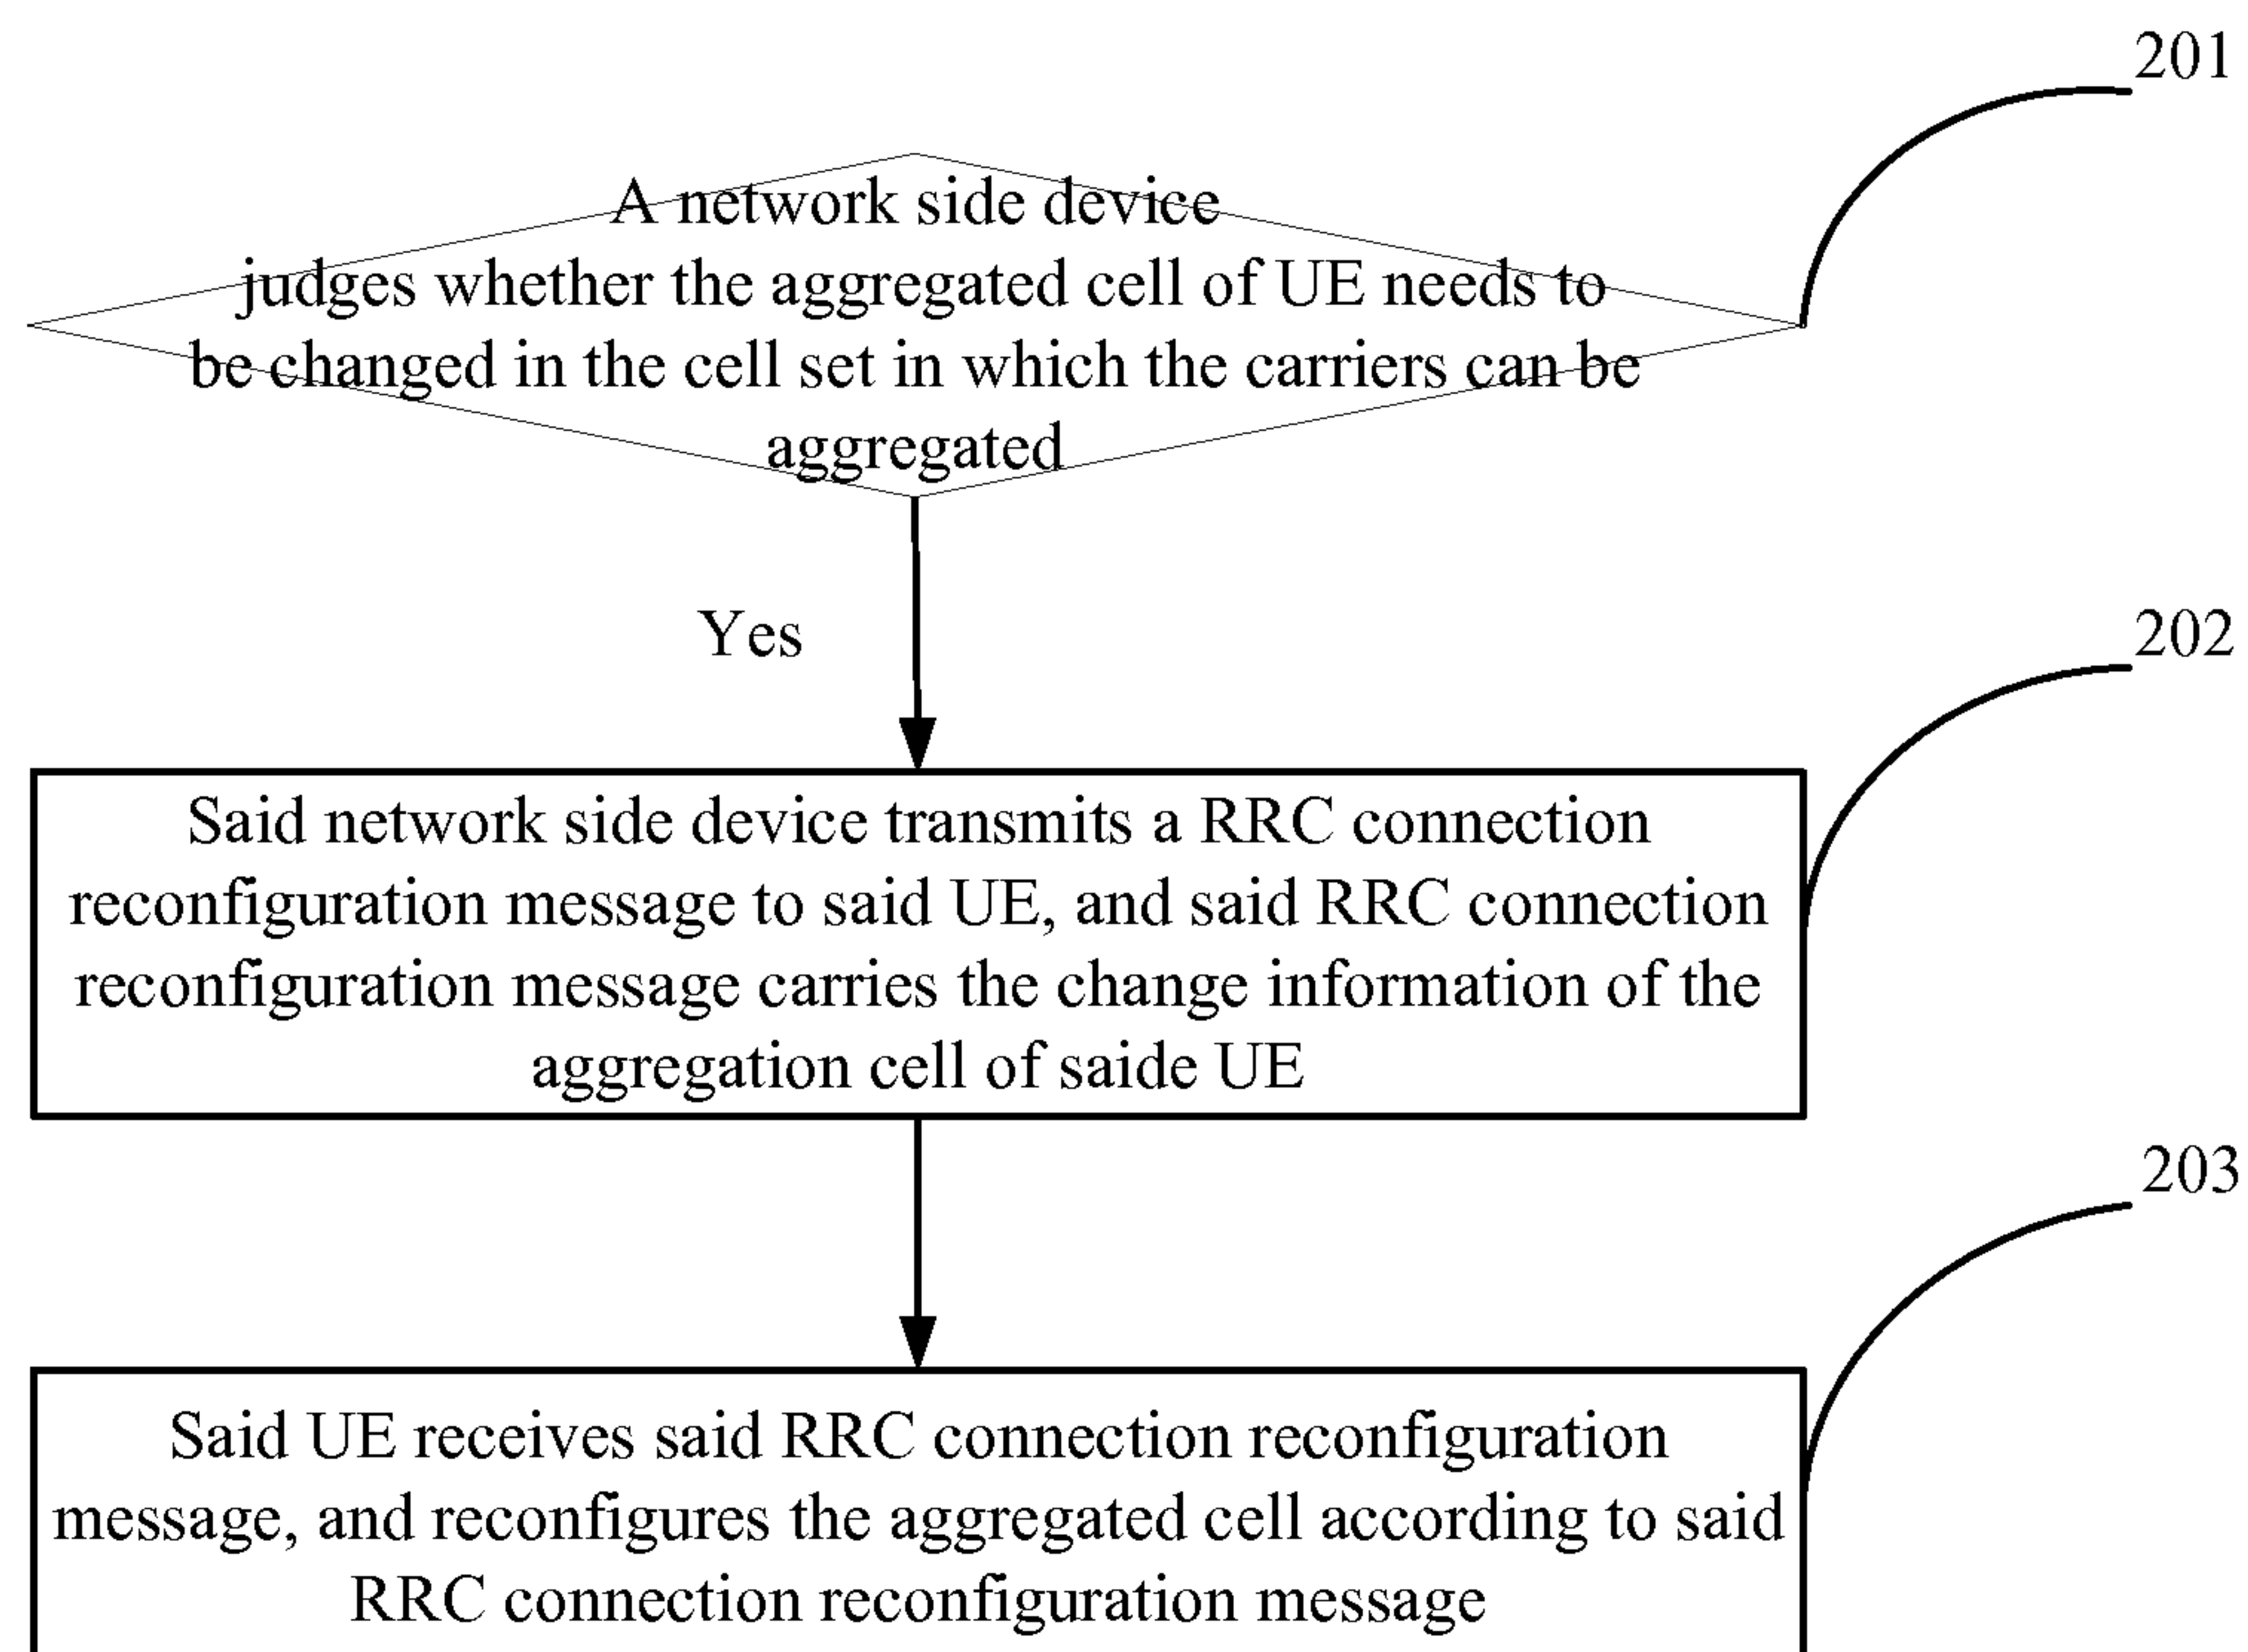 201
A network side device
judges whether the aggregated cell of UE needs to
be changed in the cell set in which the carriers can be
aggregated
Yes
202
Said network side device transmits a RRC connection
reconfiguration message to said UE, and said RRC connection
reconfiguration message carries the change information of the
aggregation cell of saide UE
203
Said UE receives said RRC connection reconfiguration
message, and reconfigures the aggregated cell according to said
RRC connection reconfiguration message